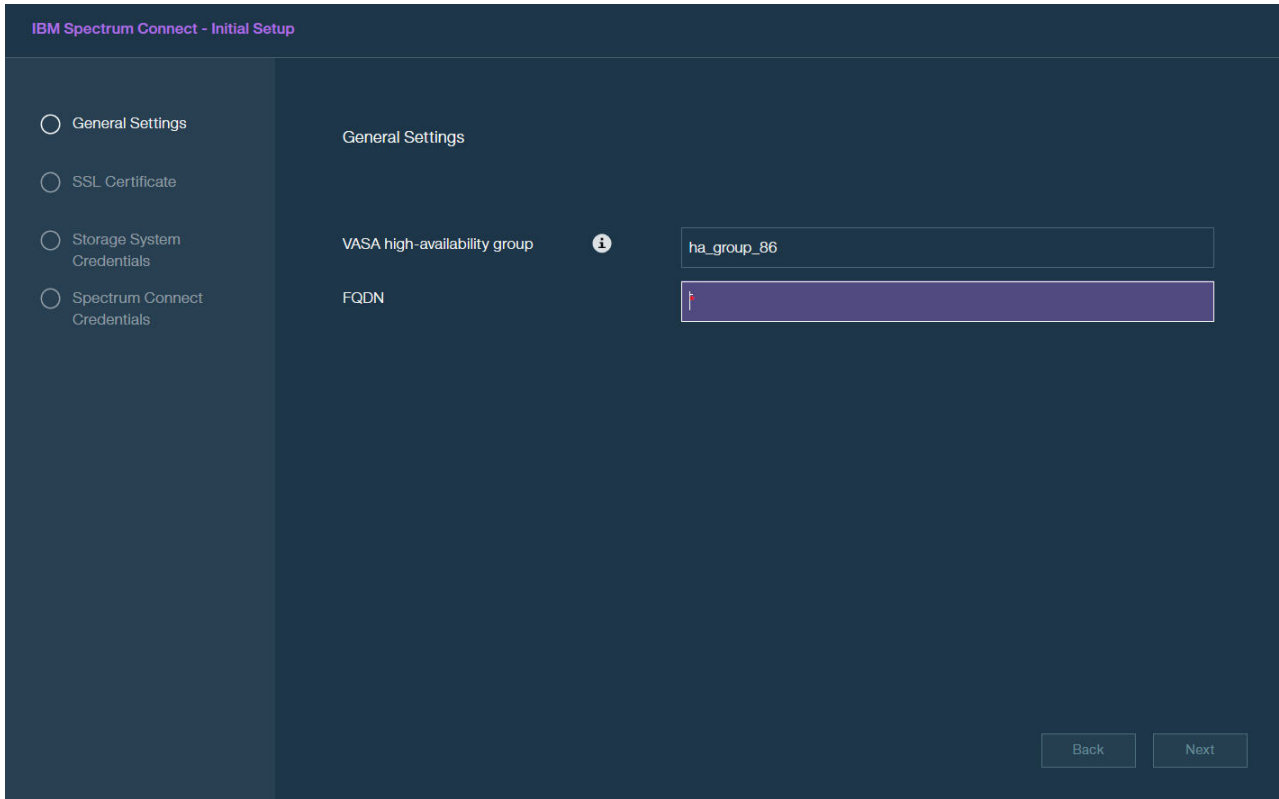 IBM Spectrum Connect - Initial Setup
General Settings
SSL Certificate
Storage System
Credentials
Spectrum Connect
Credentials
General Settings
VASA high-availability group
ha_group_86
FQDN
*
Back
Next